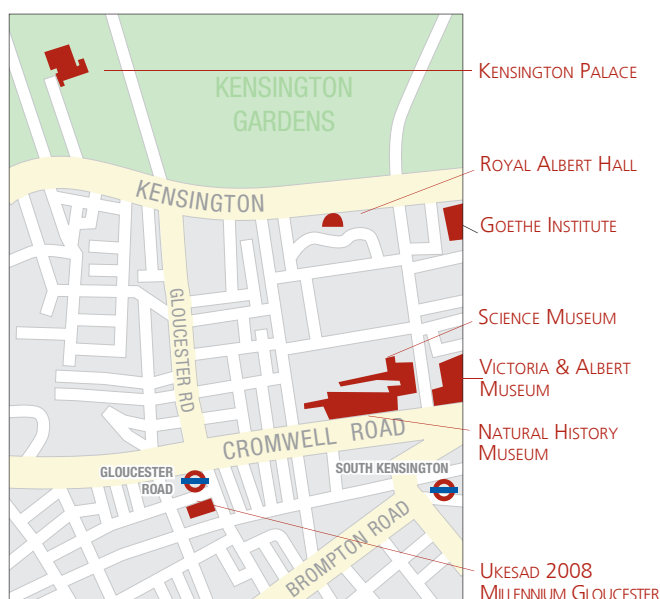 KENSINGTON PALACE
KENSINGTON
GARDENS
ROYAL ALBERT HALL
KENSINGTON
GOETHE INSTITUTE
GLOUCESTER RD
SCIENCE MUSEUM
VICTORIA & ALBERT
MUSEUM
CROMWELL ROAD
NATURAL HISTORY
MUSEUM
GLOUCESTER
ROAD
SOUTH KENSINGTON
BROMPTON ROAD
UKESAD 2008
MILLENNIUM GLOUCESTER